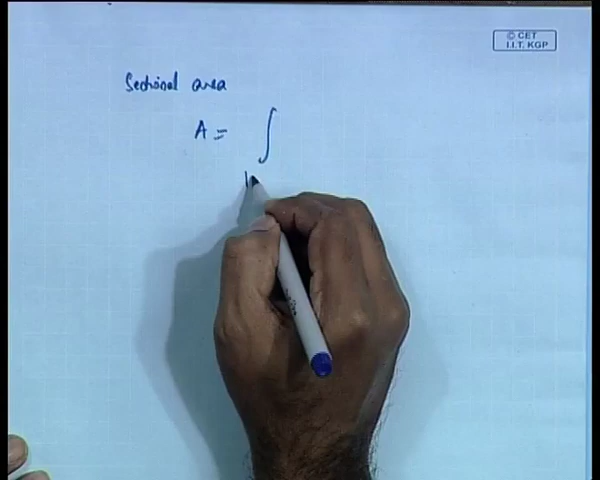 © CET
I.I.T. KGP
Sectional area
A = ∫